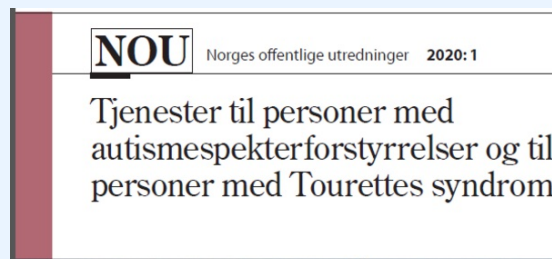 NOU Norges offentlige utredninger 2020: 1
Tjenester til personer med
autismespekterforstyrrelser og til
personer med Tourettes syndrom